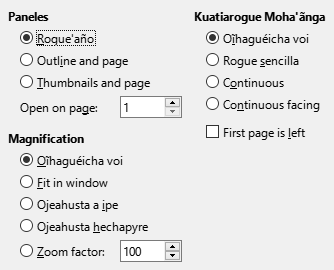 Paneles
Rogue'año
Outline and page
Thumbnails and page
Open on page: 1
Magnification
Oĩhaguéicha voi
Fit in window
Ojeahusta a ipe
Ojeahusta hechapyre
Zoom factor: 100
Kuatiarogue Moha'ãnga
Oĩhaguéicha voi
Rogue sencilla
Continuous
Continuous facing
First page is left